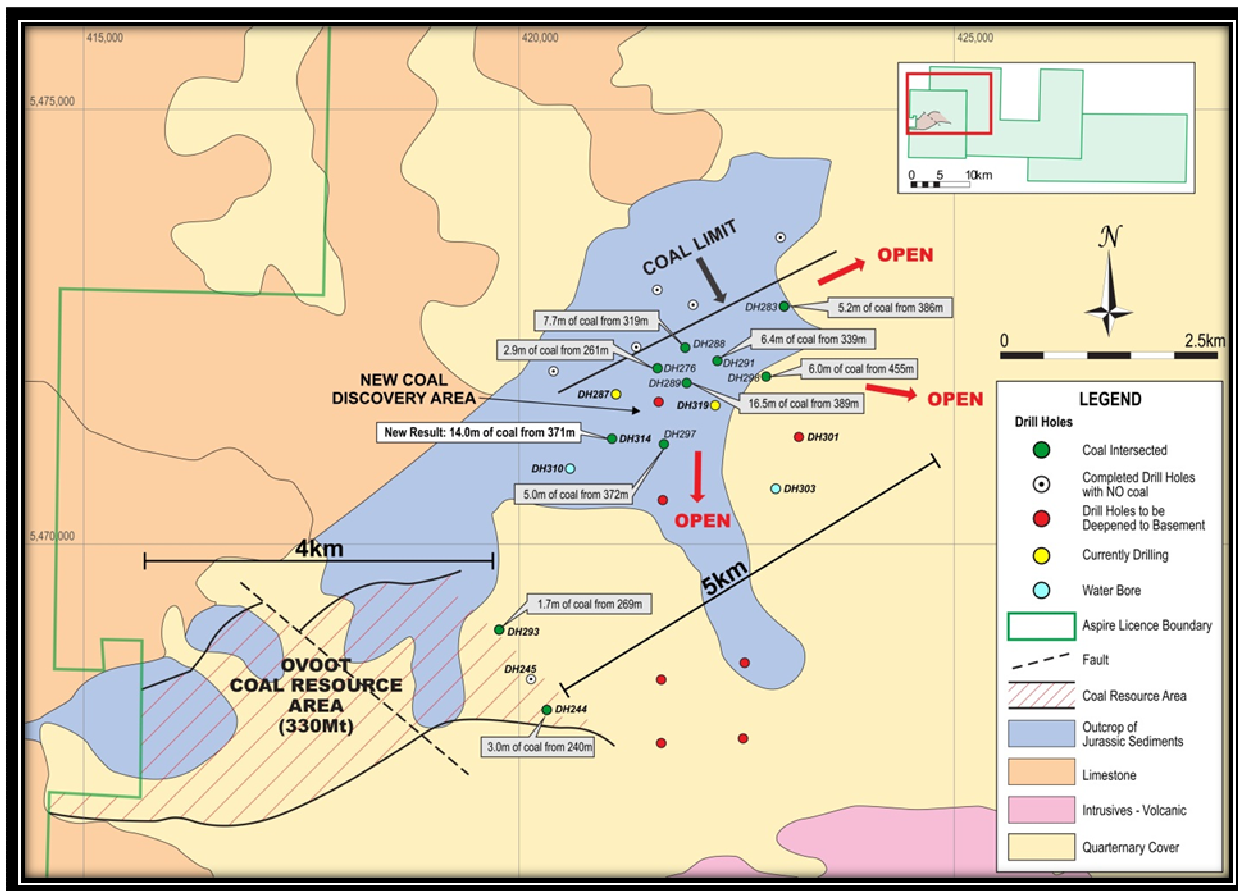 415,000
420,000
425,000
5,475,000
0 5 10km
COAL LIMIT
OPEN
N
DH283
5.2m of coal from 386m
7.7m of coal from 319m
DH288
6.4m of coal from 339m
0 2.5km
2.9m of coal from 261m
DH291
DH276
6.0m of coal from 455m
DH298
DH289
NEW COAL
DISCOVERY AREA
DH287
DH319
16.5m of coal from 389m
OPEN
New Result: 14.0m of coal from 371m
DH314
DH297
DH301
DH310
5.0m of coal from 372m
DH303
OPEN
5,470,000
4km
5km
1.7m of coal from 269m
DH293
OVOOT
COAL RESOURCE
AREA
(330Mt)
DH245
DH244
3.0m of coal from 240m
LEGEND
Drill Holes
Coal Intersected
Completed Drill Holes
with NO coal
Drill Holes to be
Deepened to Basement
Currently Drilling
Water Bore
Aspire Licence Boundary
Fault
Coal Resource Area
Outcrop of
Jurassic Sediments
Limestone
Intrusives - Volcanic
Quarternary Cover